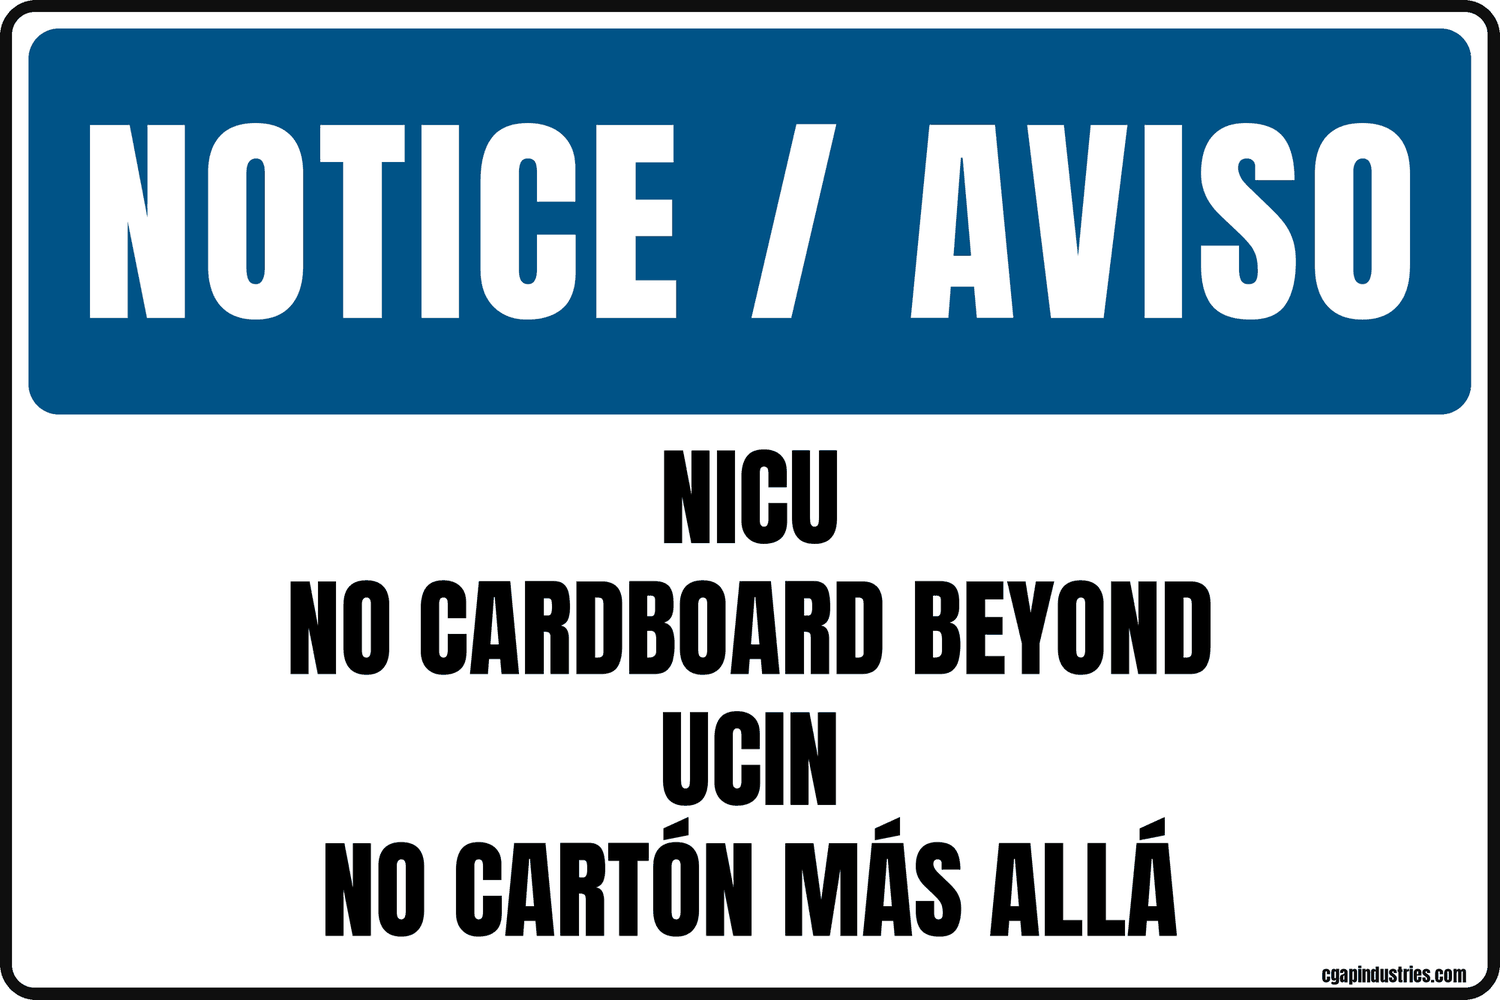 NOTICE / AVISO
NICU
NO CARDBOARD BEYOND
UCIN
NO CARTÓN MÁS ALLÁ
cgapindustries.com